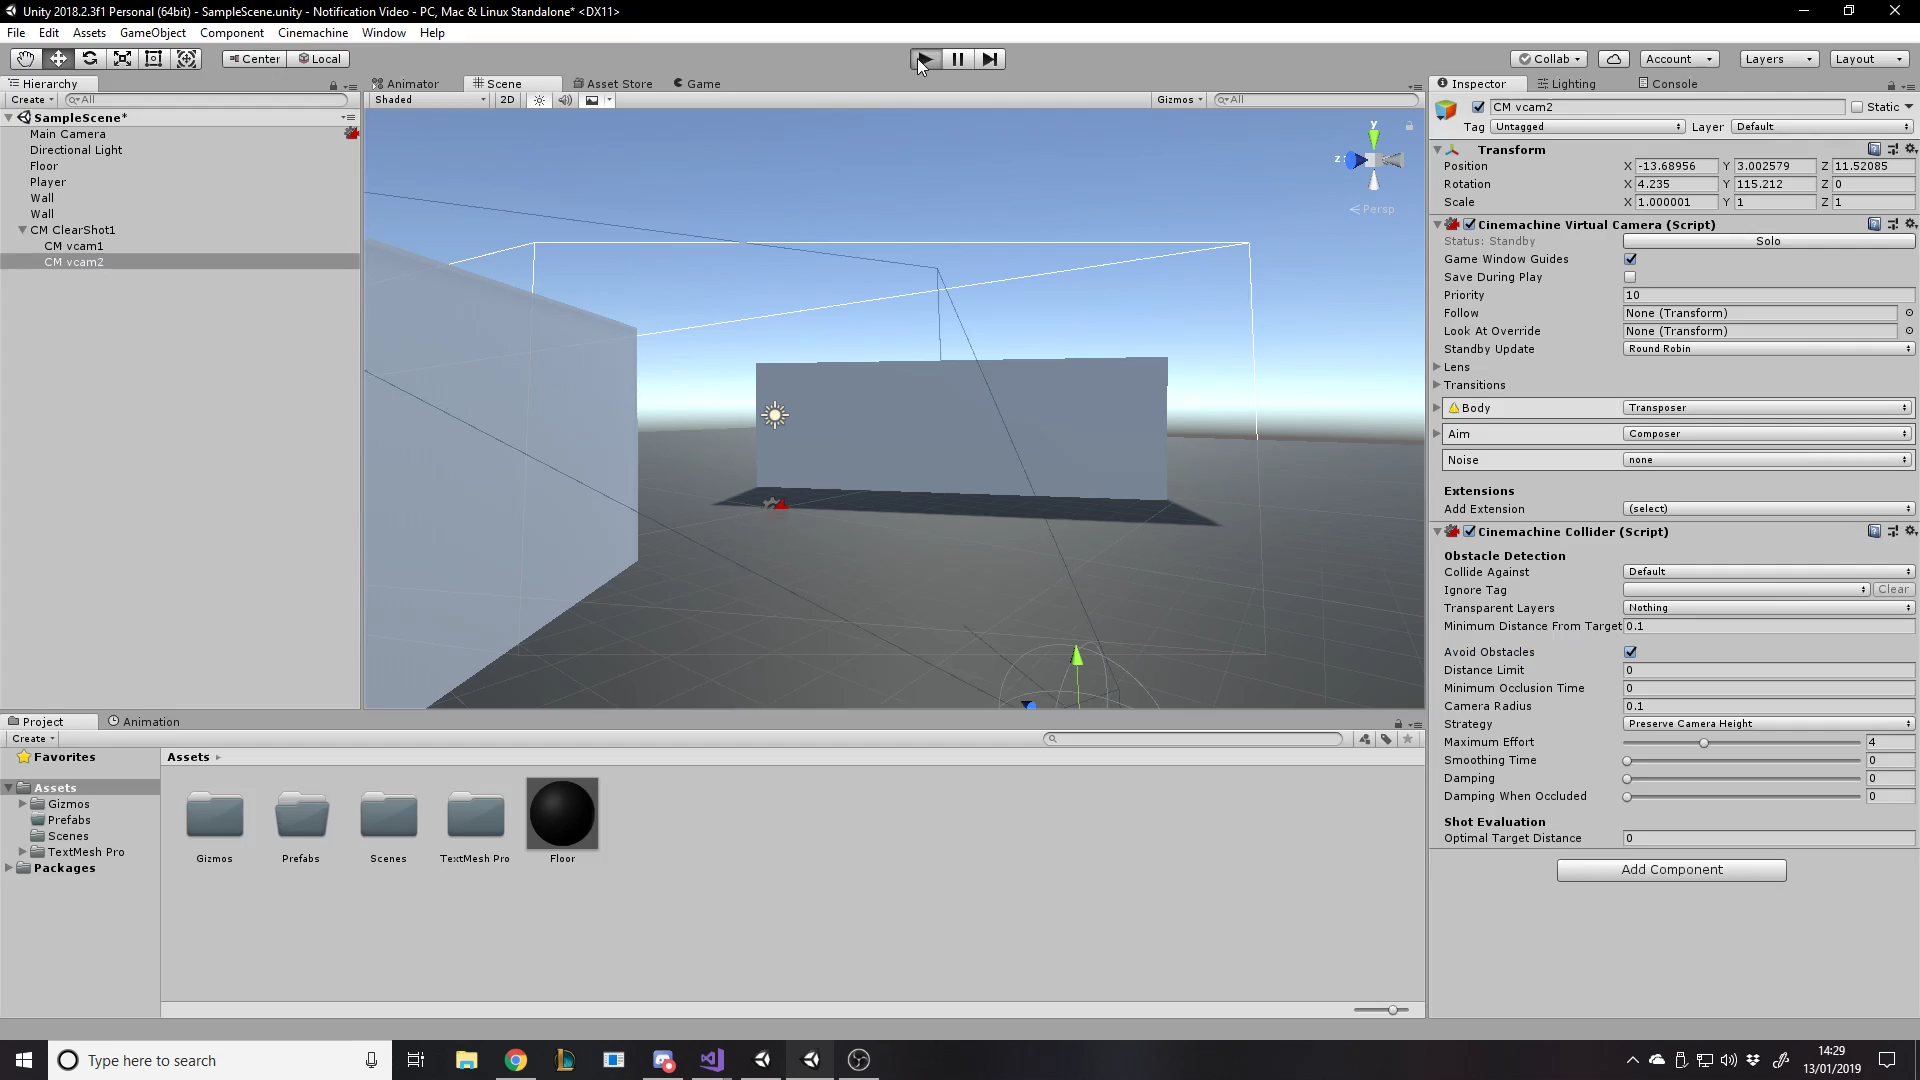 Unity 2018.2.3f1 Personal (64bit) - SampleScene.unity - Notification Video - PC, Mac & Linux Standalone* <DX11>
File Edit Assets GameObject Component Cinemachine Window Help
Center Local Collab Account Layers Layout
Hierarchy
Create All
SampleScene*
Main Camera
Directional Light
Floor
Player
Wall
Wall
CM ClearShot1
CM vcam1
CM vcam2
Animator Scene Asset Store Game
Shaded 2D Gizmos All
y
z
Persp
Inspector Lighting Console
CM vcam2 Static
Tag Untagged Layer Default
Transform
Position X -13.68956 Y 3.002579 Z 11.52085
Rotation X 4.235 Y 115.212 Z 0
Scale X 1.000001 Y 1 Z 1
Cinemachine Virtual Camera (Script)
Status: Standby Solo
Game Window Guides
Save During Play
Priority 10
Follow None (Transform)
Look At Override None (Transform)
Standby Update Round Robin
Lens
Transitions
Body Transposer
Aim Composer
Noise none
Extensions
Add Extension (select)
Cinemachine Collider (Script)
Obstacle Detection
Collide Against Default
Ignore Tag Clear
Transparent Layers Nothing
Minimum Distance From Target 0.1
Avoid Obstacles
Distance Limit 0
Minimum Occlusion Time 0
Camera Radius 0.1
Strategy Preserve Camera Height
Maximum Effort 4
Smoothing Time 0
Damping 0
Damping When Occluded 0
Shot Evaluation
Optimal Target Distance 0
Add Component
Project Animation
Create
Favorites
Assets
Gizmos
Prefabs
Scenes
TextMesh Pro
Packages
Assets
Gizmos Prefabs Scenes TextMesh Pro Floor
Type here to search
14:29
13/01/2019